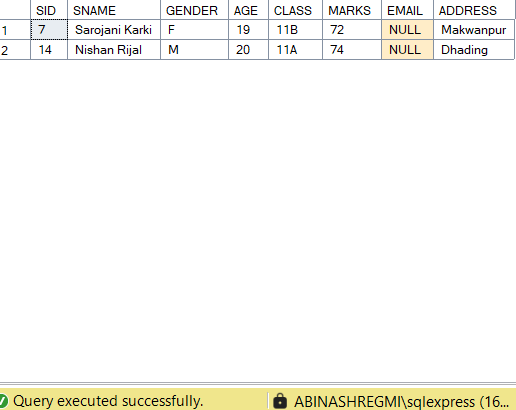 SID SNAME GENDER AGE CLASS MARKS EMAIL ADDRESS
1 7 Sarojani Karki F 19 11B 72 NULL Makwanpur
2 14 Nishan Rijal M 20 11A 74 NULL Dhading
Query executed successfully. ABINASHREGMI\sqlexpress (16...